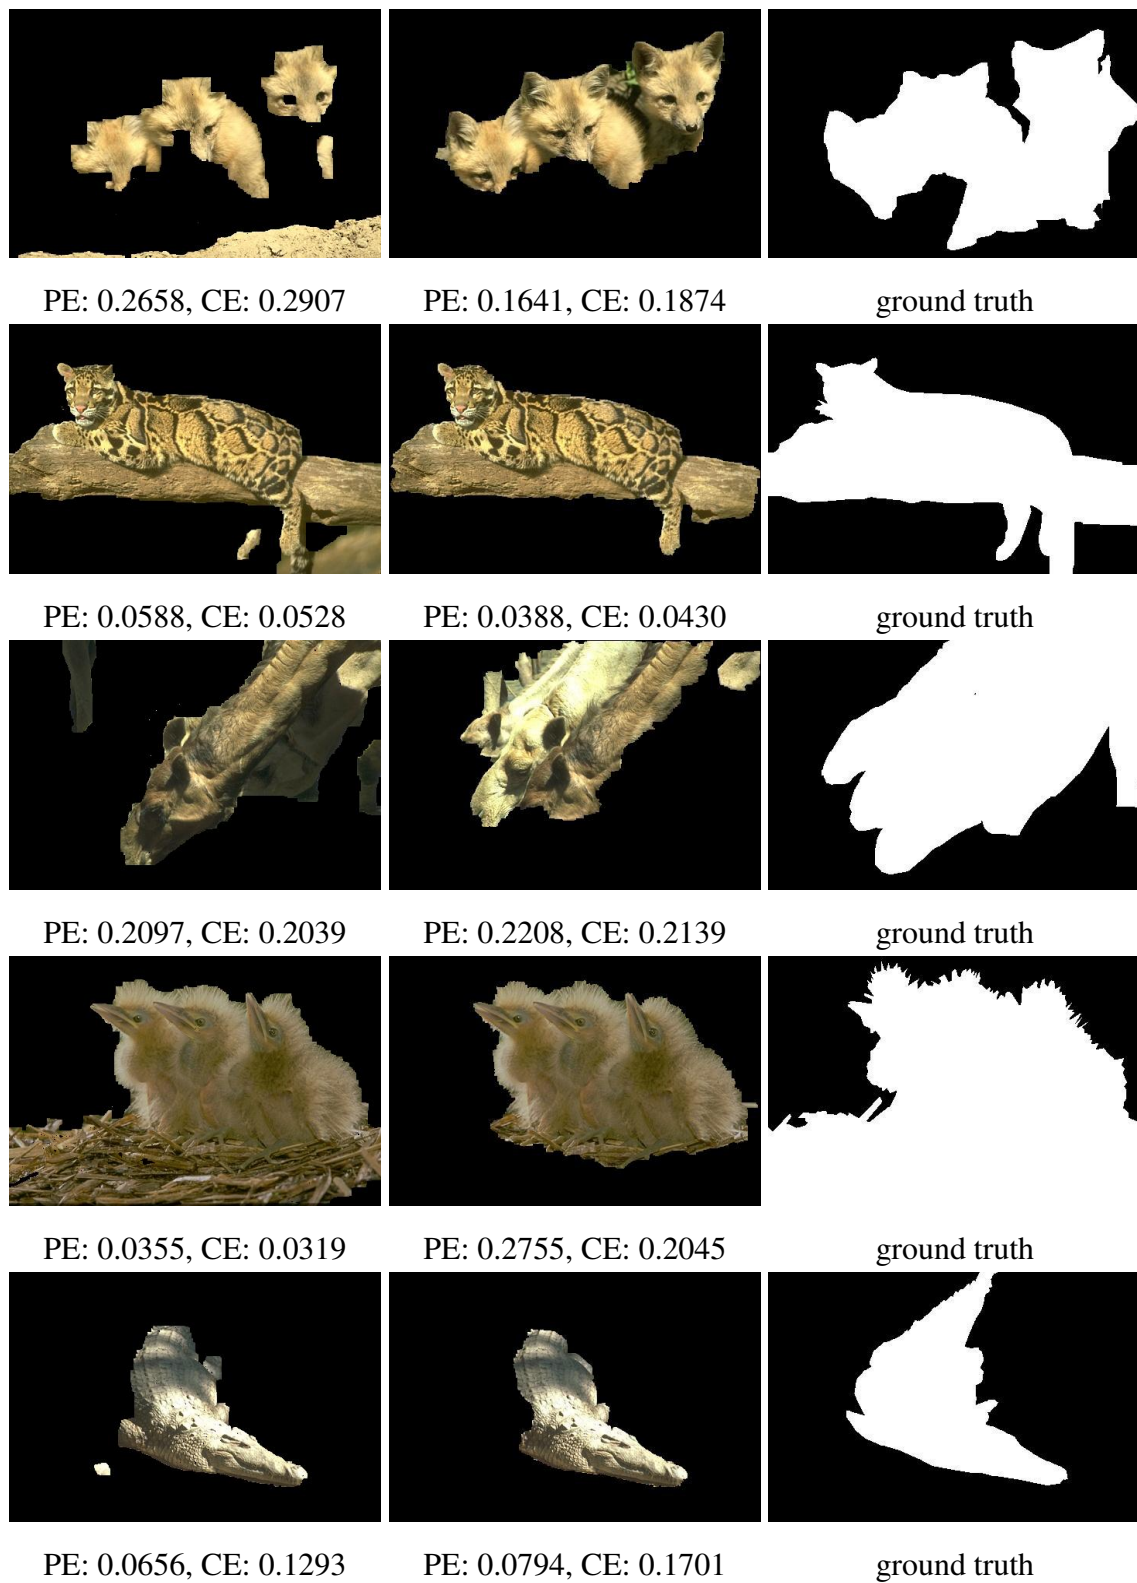 PE: 0.2658, CE: 0.2907 PE: 0.1641, CE: 0.1874 ground truth
PE: 0.0588, CE: 0.0528 PE: 0.0388, CE: 0.0430 ground truth
PE: 0.2097, CE: 0.2039 PE: 0.2208, CE: 0.2139 ground truth
PE: 0.0355, CE: 0.0319 PE: 0.2755, CE: 0.2045 ground truth
PE: 0.0656, CE: 0.1293 PE: 0.0794, CE: 0.1701 ground truth